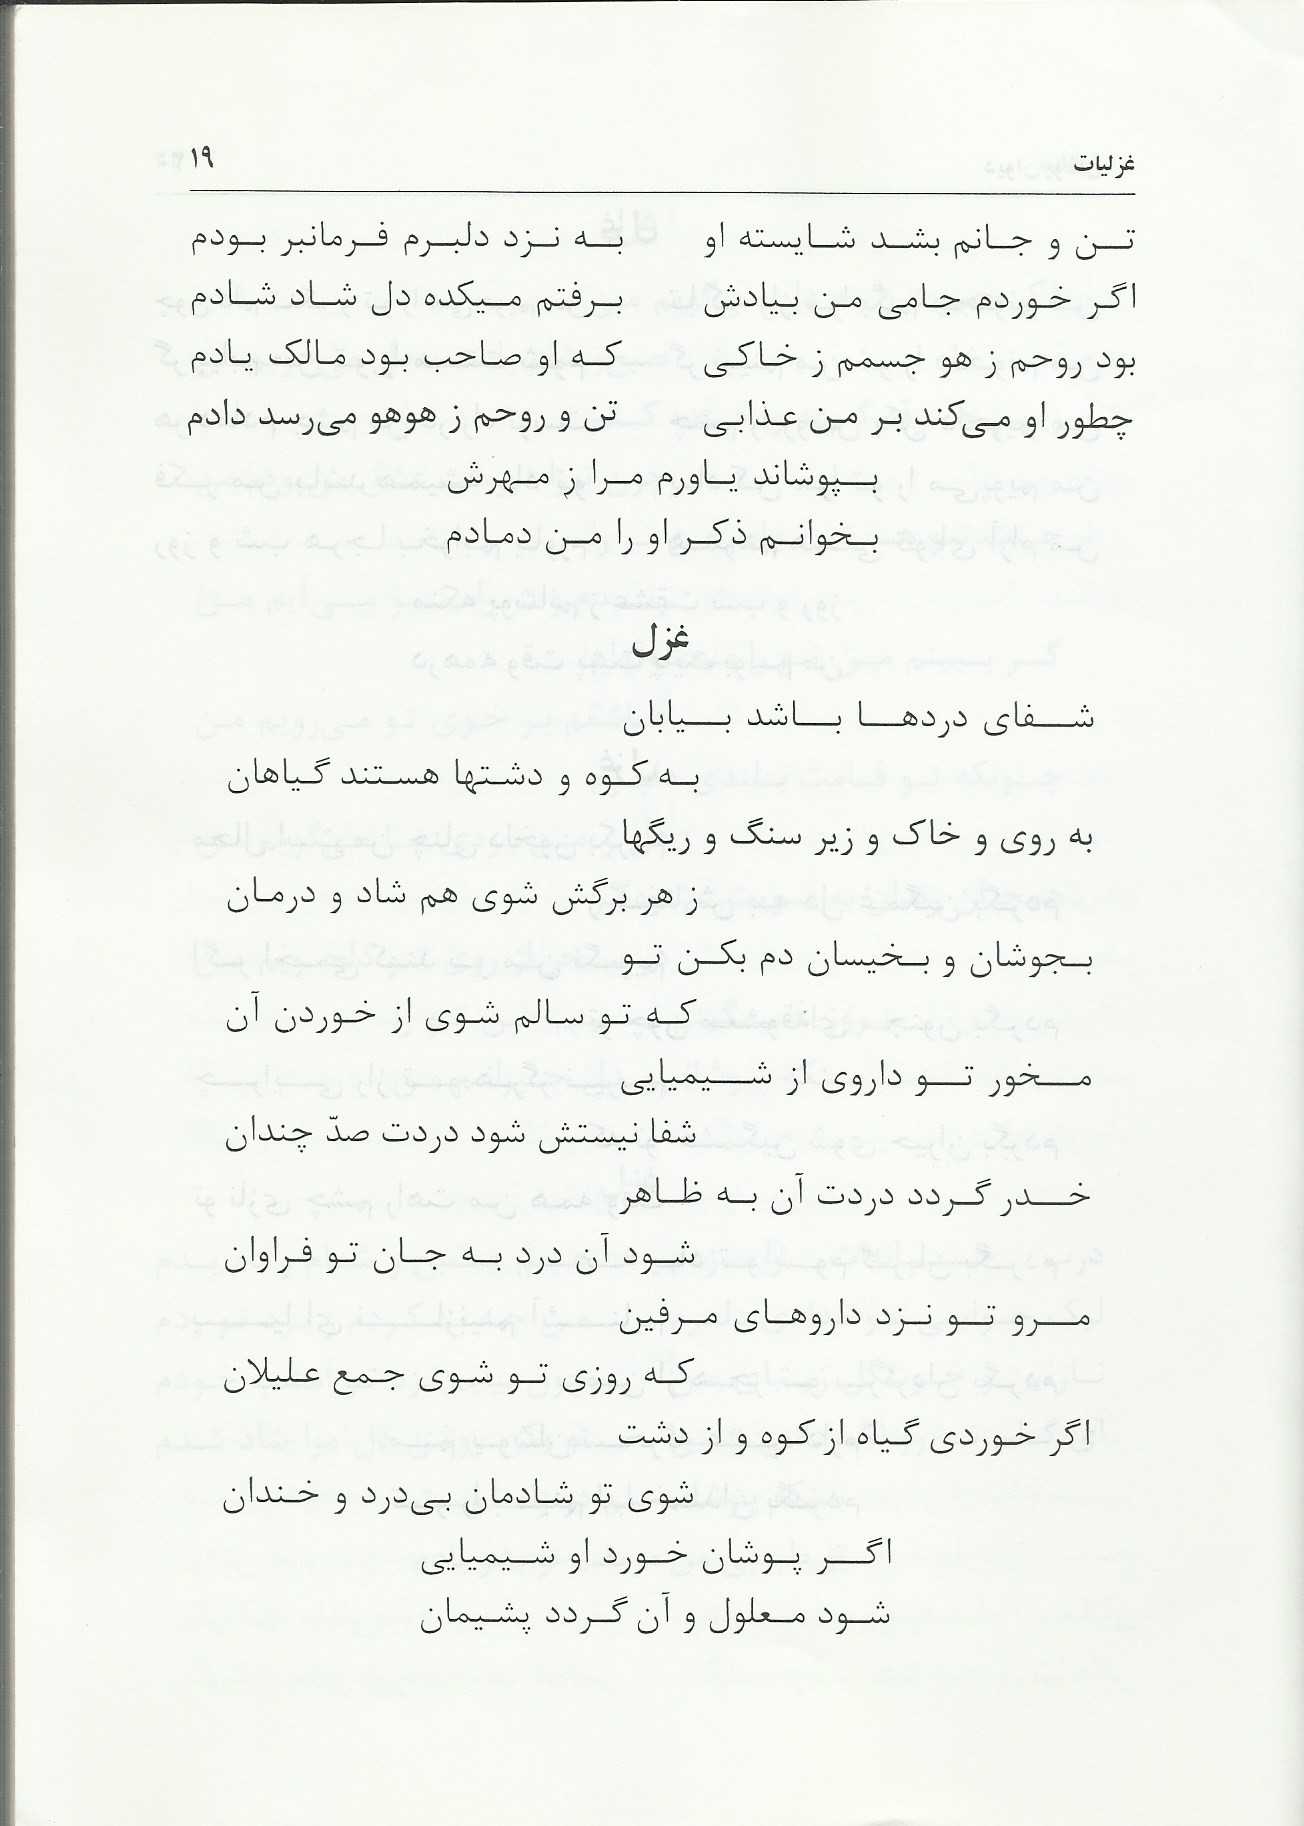 غزلیات ۱۹
تن و جانم بشد شایسته او به نزد دلبرم فرمانبر بودم
اگر خوردم جامی من بیادش برفتم میکده دل شاد شادم
بود روحم ز هو جسمم ز خاکی که او صاحب بود مالک یادم
چطور او می‌کند بر من عذابی تن و روحم ز هوهو می‌رسد دادم
بپوشاند یاورم مرا ز مهرش
بخوانم ذکر او را من دمادم
غزل
شفای دردها باشد بیابان
به کوه و دشتها هستند گیاهان
به روی و خاک و زیر سنگ و ریگها
ز هر برگش شوی هم شاد و درمان
بجوشان و بخیسان دم بکن تو
که تو سالم شوی از خوردن آن
مخور تو داروی از شیمیایی
شفا نیستش شود دردت صدّ چندان
خدر گردد دردت آن به ظاهر
شود آن درد به جان تو فراوان
مرو تو نزد داروهای مرفین
که روزی تو شوی جمع علیلان
اگر خوردی گیاه از کوه و از دشت
شوی تو شادمان بی‌درد و خندان
اگر پوشان خورد او شیمیایی
شود معلول و آن گردد پشیمان